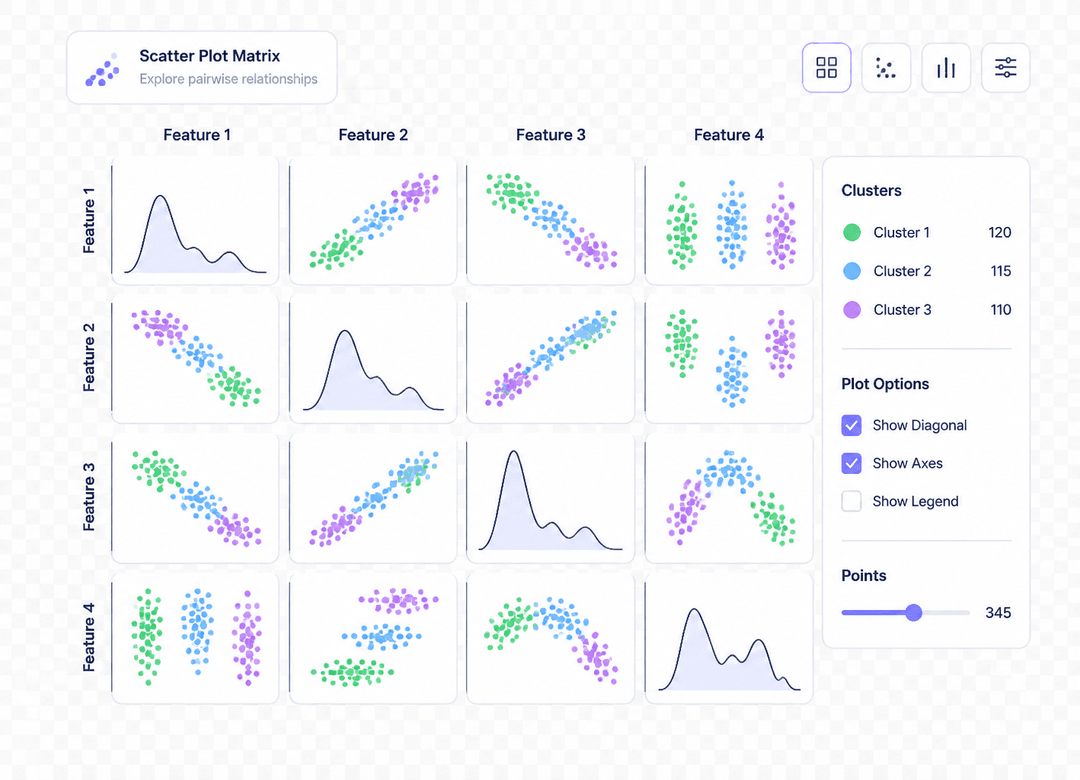 Scatter Plot Matrix
Explore pairwise relationships
Feature 1
Feature 2
Feature 3
Feature 4
Feature 1
Feature 2
Feature 3
Feature 4
Clusters
Cluster 1 120
Cluster 2 115
Cluster 3 110
Plot Options
Show Diagonal
Show Axes
Show Legend
Points
345